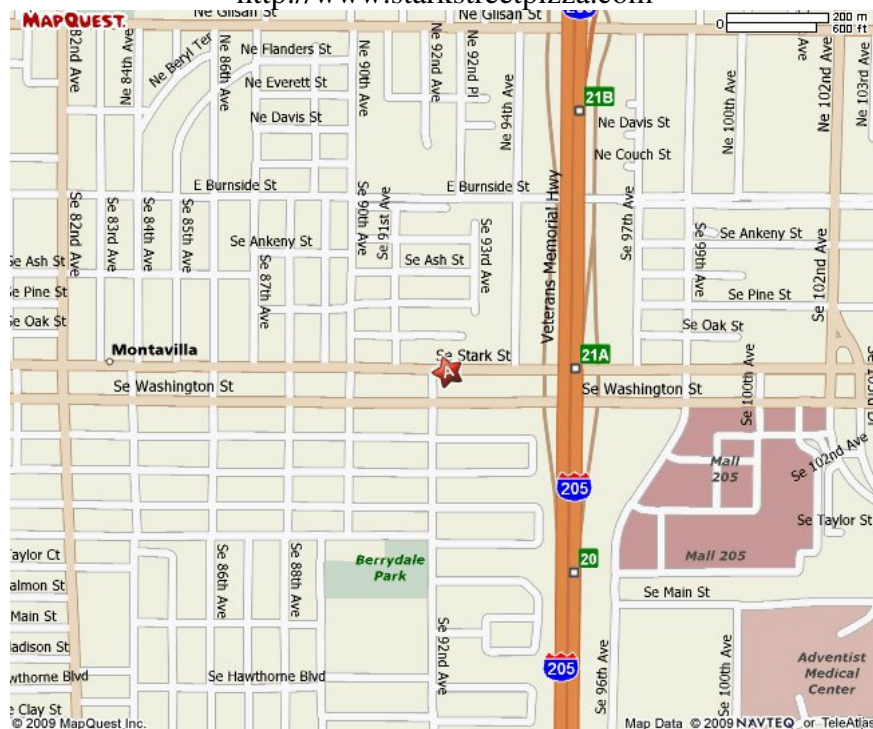 http://www.starkstreetpizza.com
MAPQUEST.
Ne Glisan St
Ne Glisan St
205
0
200 m
600 ft
82nd Ave
Ne 84th Ave
Ne Beryl Ter
Ne 86th Ave
Ne Flanders St
Ne Everett St
Ne Davis St
Ne 90th Ave
Ne 92nd Ave
Ne 92nd Pl
Ne 94th Ave
21B
Ne Davis St
Ne Couch St
Ne 100th Ave
Ave
Ne 102nd Ave
Ne 103rd Ave
E Burnside St
E Burnside St
Se 82nd Ave
Se 83rd Ave
Se 84th Ave
Se 85th Ave
Se Ankeny St
Se 87th Ave
Se 90th Ave
Se 91st Ave
Se Ash St
Se 93rd Ave
Veterans Memorial Hwy
Se 97th Ave
Se 99th Ave
Se Ankeny St
Se 102nd Ave
Se Ash St
Se Pine St
Se Pine St
Se Oak St
Se Oak St
Montavilla
Se Stark St
A
21A
Se Washington St
Se Washington St
Se 100th Ave
Se 103rd Dr
Mall
205
Se 102nd Ave
205
Se Taylor St
Mall 205
Taylor Ct
Salmon St
Main St
Madison St
wthorne Blvd
e Clay St
Se 86th Ave
Se 88th Ave
Berrydale
Park
20
Se Main St
Se 92nd Ave
Se Hawthorne Blvd
205
Se 96th Ave
Se 100th Ave
Adventist
Medical
Center
© 2009 MapQuest Inc.
Map Data © 2009 NAVTEQ or TeleAtlas